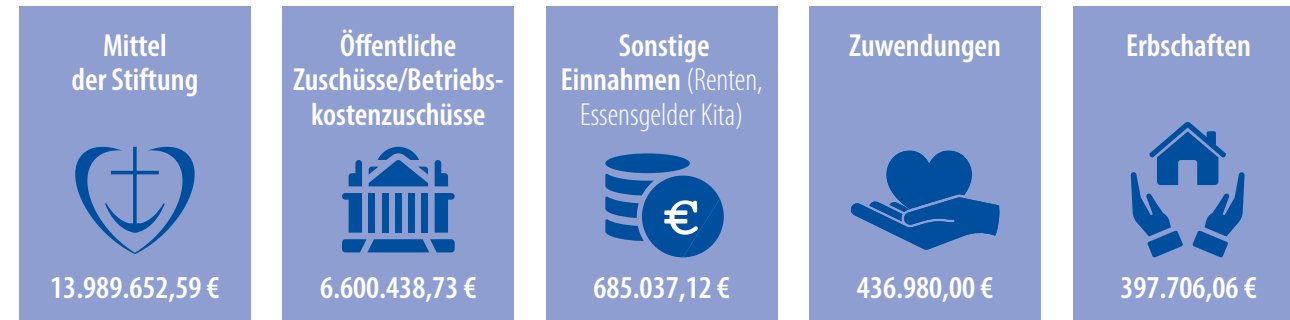 Mittel
der Stiftung
13.989.652,59 €
Öffentliche
Zuschüsse/Betriebs-
kostenzuschüsse
6.600.438,73 €
Sonstige
Einnahmen (Renten,
Essensgelder Kita)
€
685.037,12 €
Zuwendungen
436.980,00 €
Erbschaften
397.706,06 €